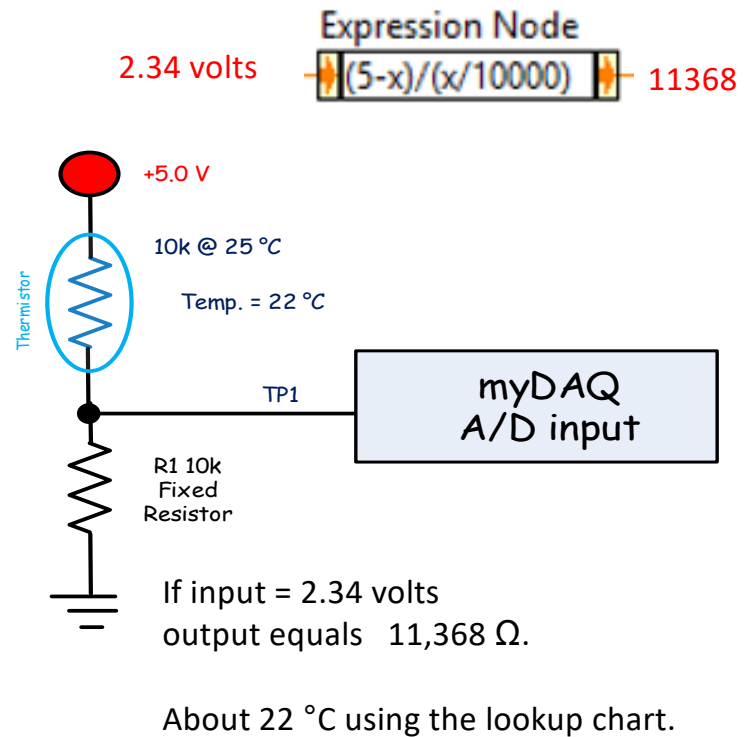 Expression Node
2.34 volts
(5-x)/(x/10000)
11368
+5.0 V
10k @ 25 °C
Thermistor
Temp. = 22 °C
TP1
myDAQ
A/D input
R1 10k
Fixed
Resistor
If input = 2.34 volts
output equals 11,368 Ω.
About 22 °C using the lookup chart.